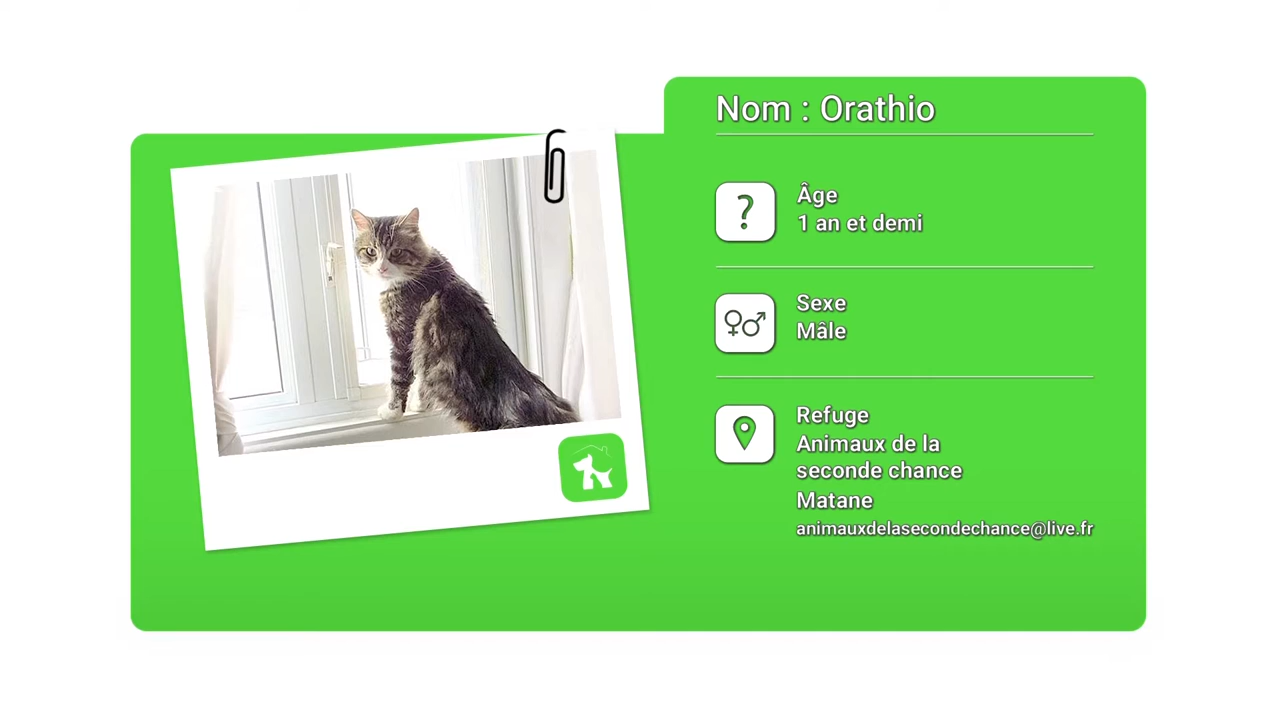 Nom : Orathio
?
Âge
1 an et demi
Sexe
Mâle
Refuge
Animaux de la
seconde chance
Matane
animauxdelasecondechance@live.fr